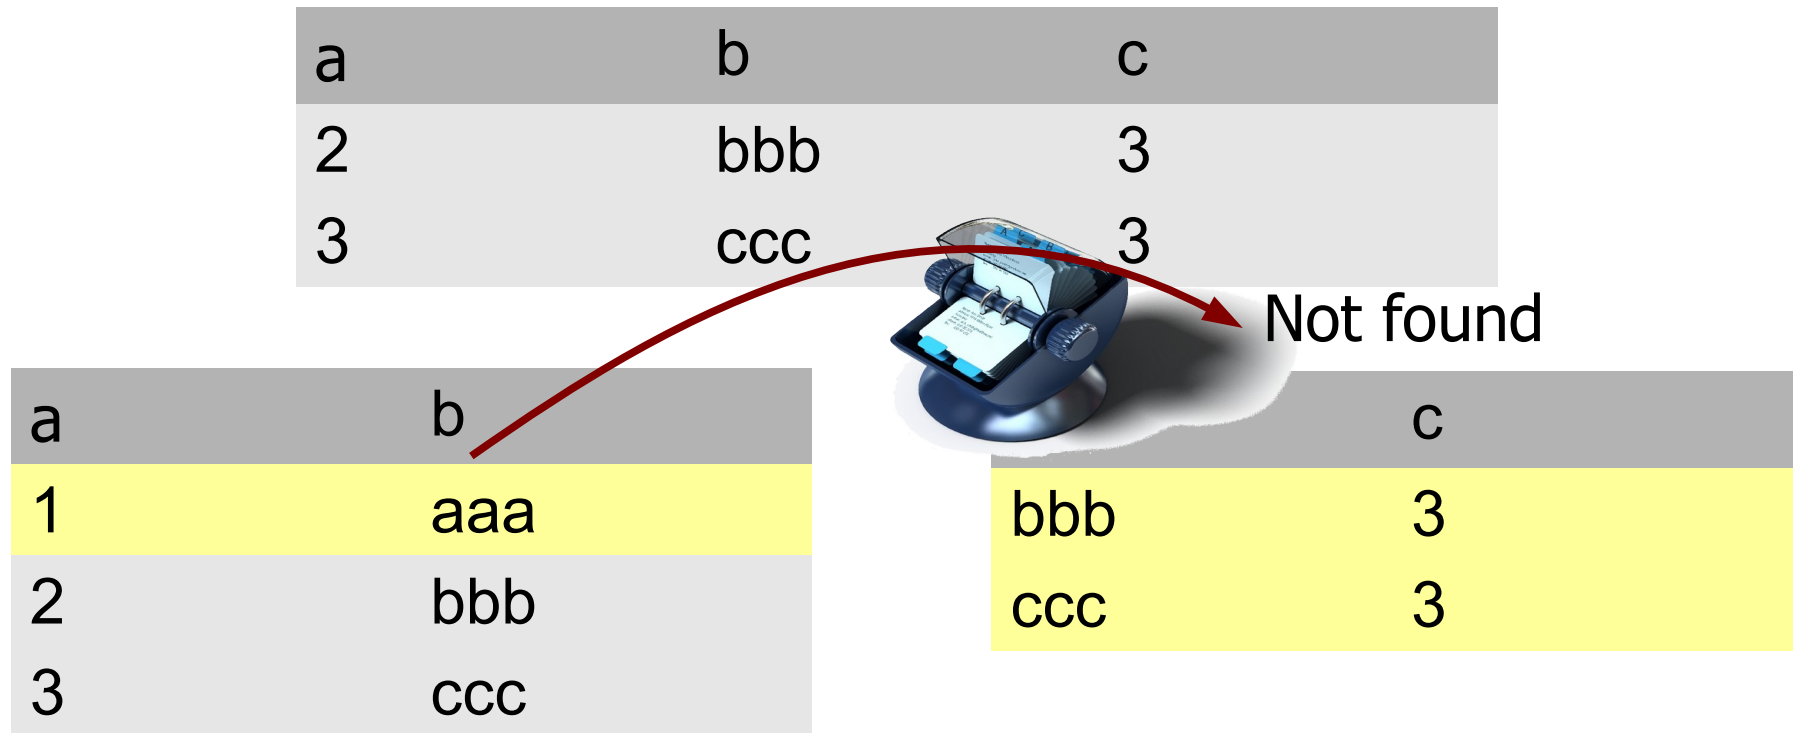 a b c
2 bbb 3
3 ccc 3
Not found
a b
1 aaa
2 bbb
3 ccc
c
bbb 3
ccc 3